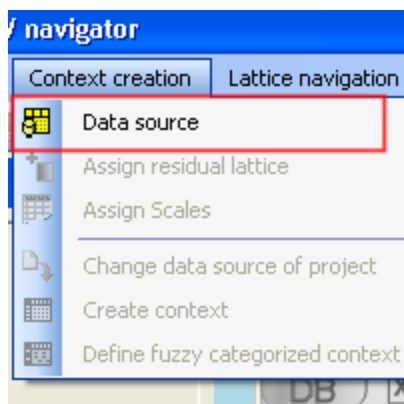 navigator
Context creation Lattice navigation
Data source
Assign residual lattice
Assign Scales
Change data source of project
Create context
Define fuzzy categorized context
DB